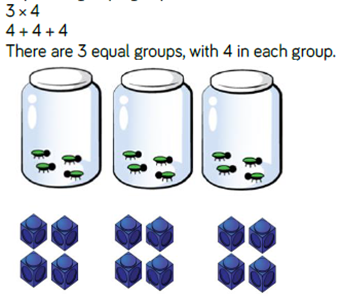 3 × 4
4 + 4 + 4
There are 3 equal groups, with 4 in each group.